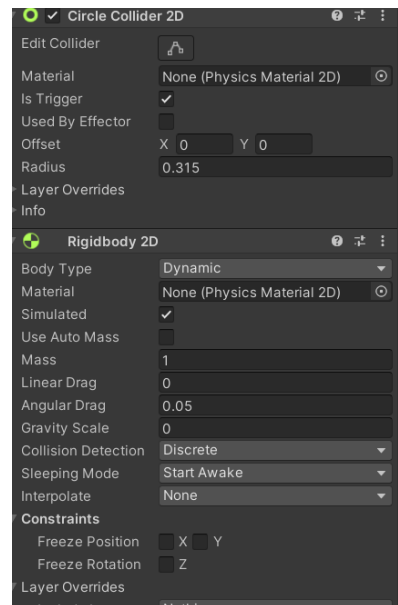 Circle Collider 2D
Edit Collider
Material None (Physics Material 2D)
Is Trigger
Used By Effector
Offset X 0 Y 0
Radius 0.315
Layer Overrides
Info
Rigidbody 2D
Body Type Dynamic
Material None (Physics Material 2D)
Simulated
Use Auto Mass
Mass 1
Linear Drag 0
Angular Drag 0.05
Gravity Scale 0
Collision Detection Discrete
Sleeping Mode Start Awake
Interpolate None
Constraints
Freeze Position X Y
Freeze Rotation Z
Layer Overrides